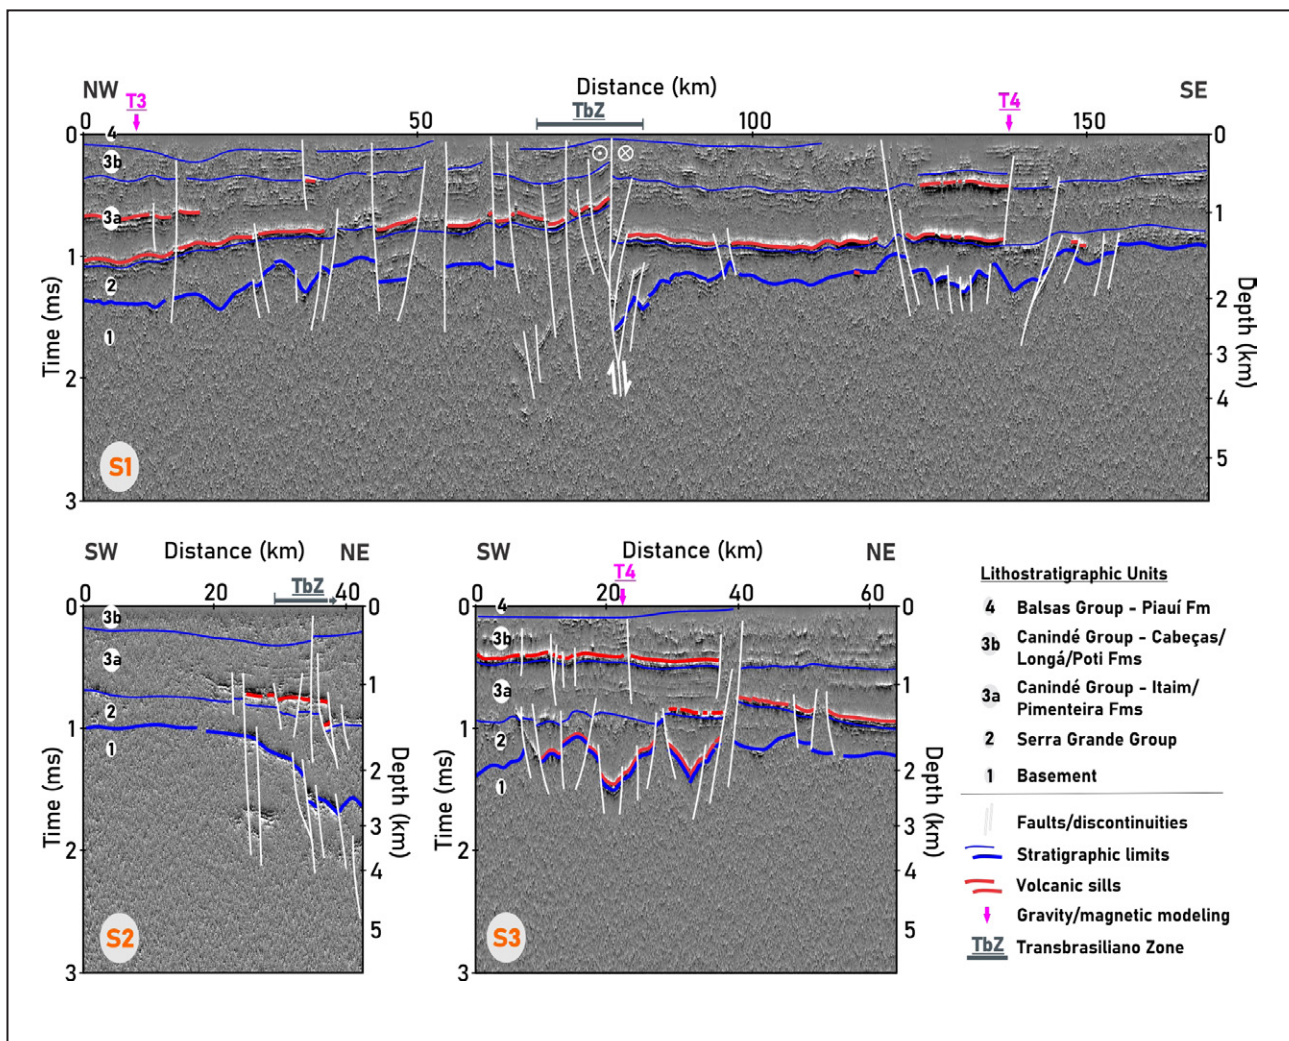 NW Distance (km) SE
T3 TbZ T4
0 50 100 150 0
4
3b
3a
2
1
0
1
2
3
Time (ms)
1
2
3
4
5
Depth (km)
S1
SW Distance (km) NE
TbZ
0 20 40 0
3b
3a
2
1
0
1
2
3
Time (ms)
1
2
3
4
5
Depth (km)
S2
SW Distance (km) NE
T4
0 20 40 60 0
4
3b
3a
2
1
0
1
2
3
Time (ms)
1
2
3
4
5
Depth (km)
S3
Lithostratigraphic Units
4 Balsas Group - Piauí Fm
3b Canindé Group - Cabeças/
Longá/Poti Fms
3a Canindé Group - Itaim/
Pimenteira Fms
2 Serra Grande Group
1 Basement
Faults/discontinuities
Stratigraphic limits
Volcanic sills
Gravity/magnetic modeling
TbZ Transbrasiliano Zone